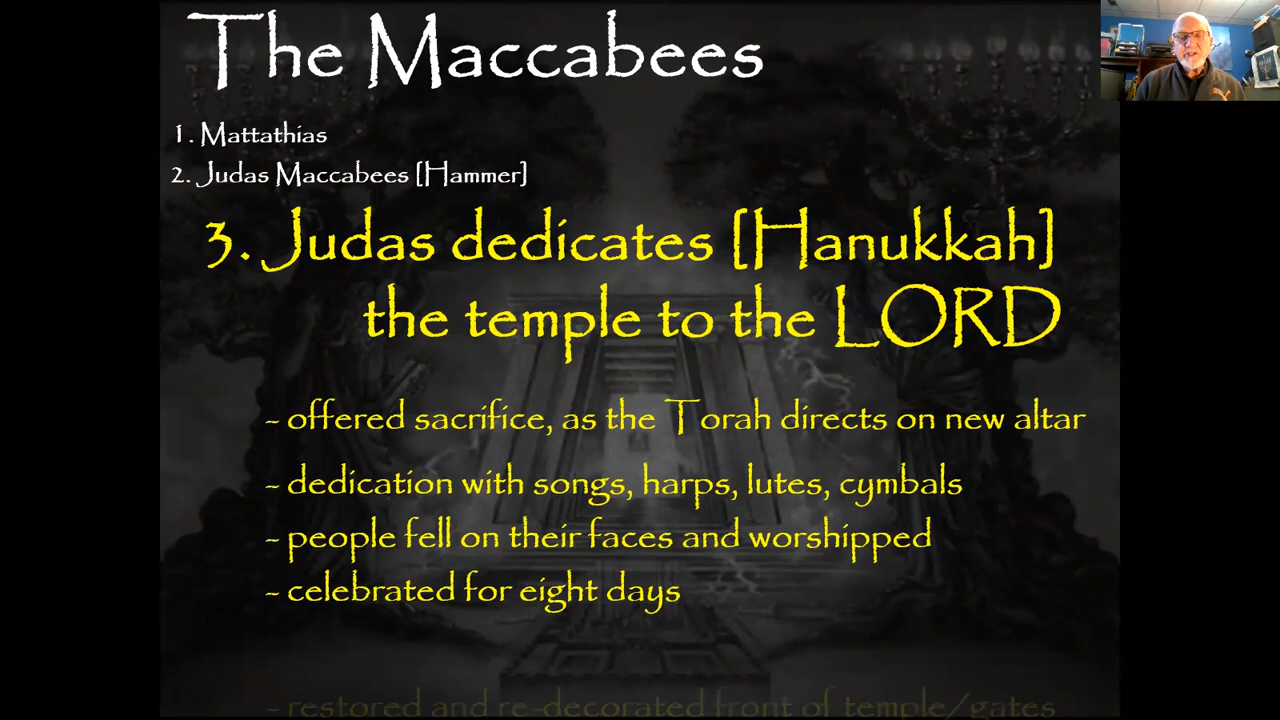 The Maccabees
1. Mattathias
2. Judas Maccabees [Hammer]
3. Judas dedicates [Hanukkah]
the temple to the LORD
- offered sacrifice, as the Torah directs on new altar
- dedication with songs, harps, lutes, cymbals
- people fell on their faces and worshipped
- celebrated for eight days
- restored and re-decorated front of temple/gates